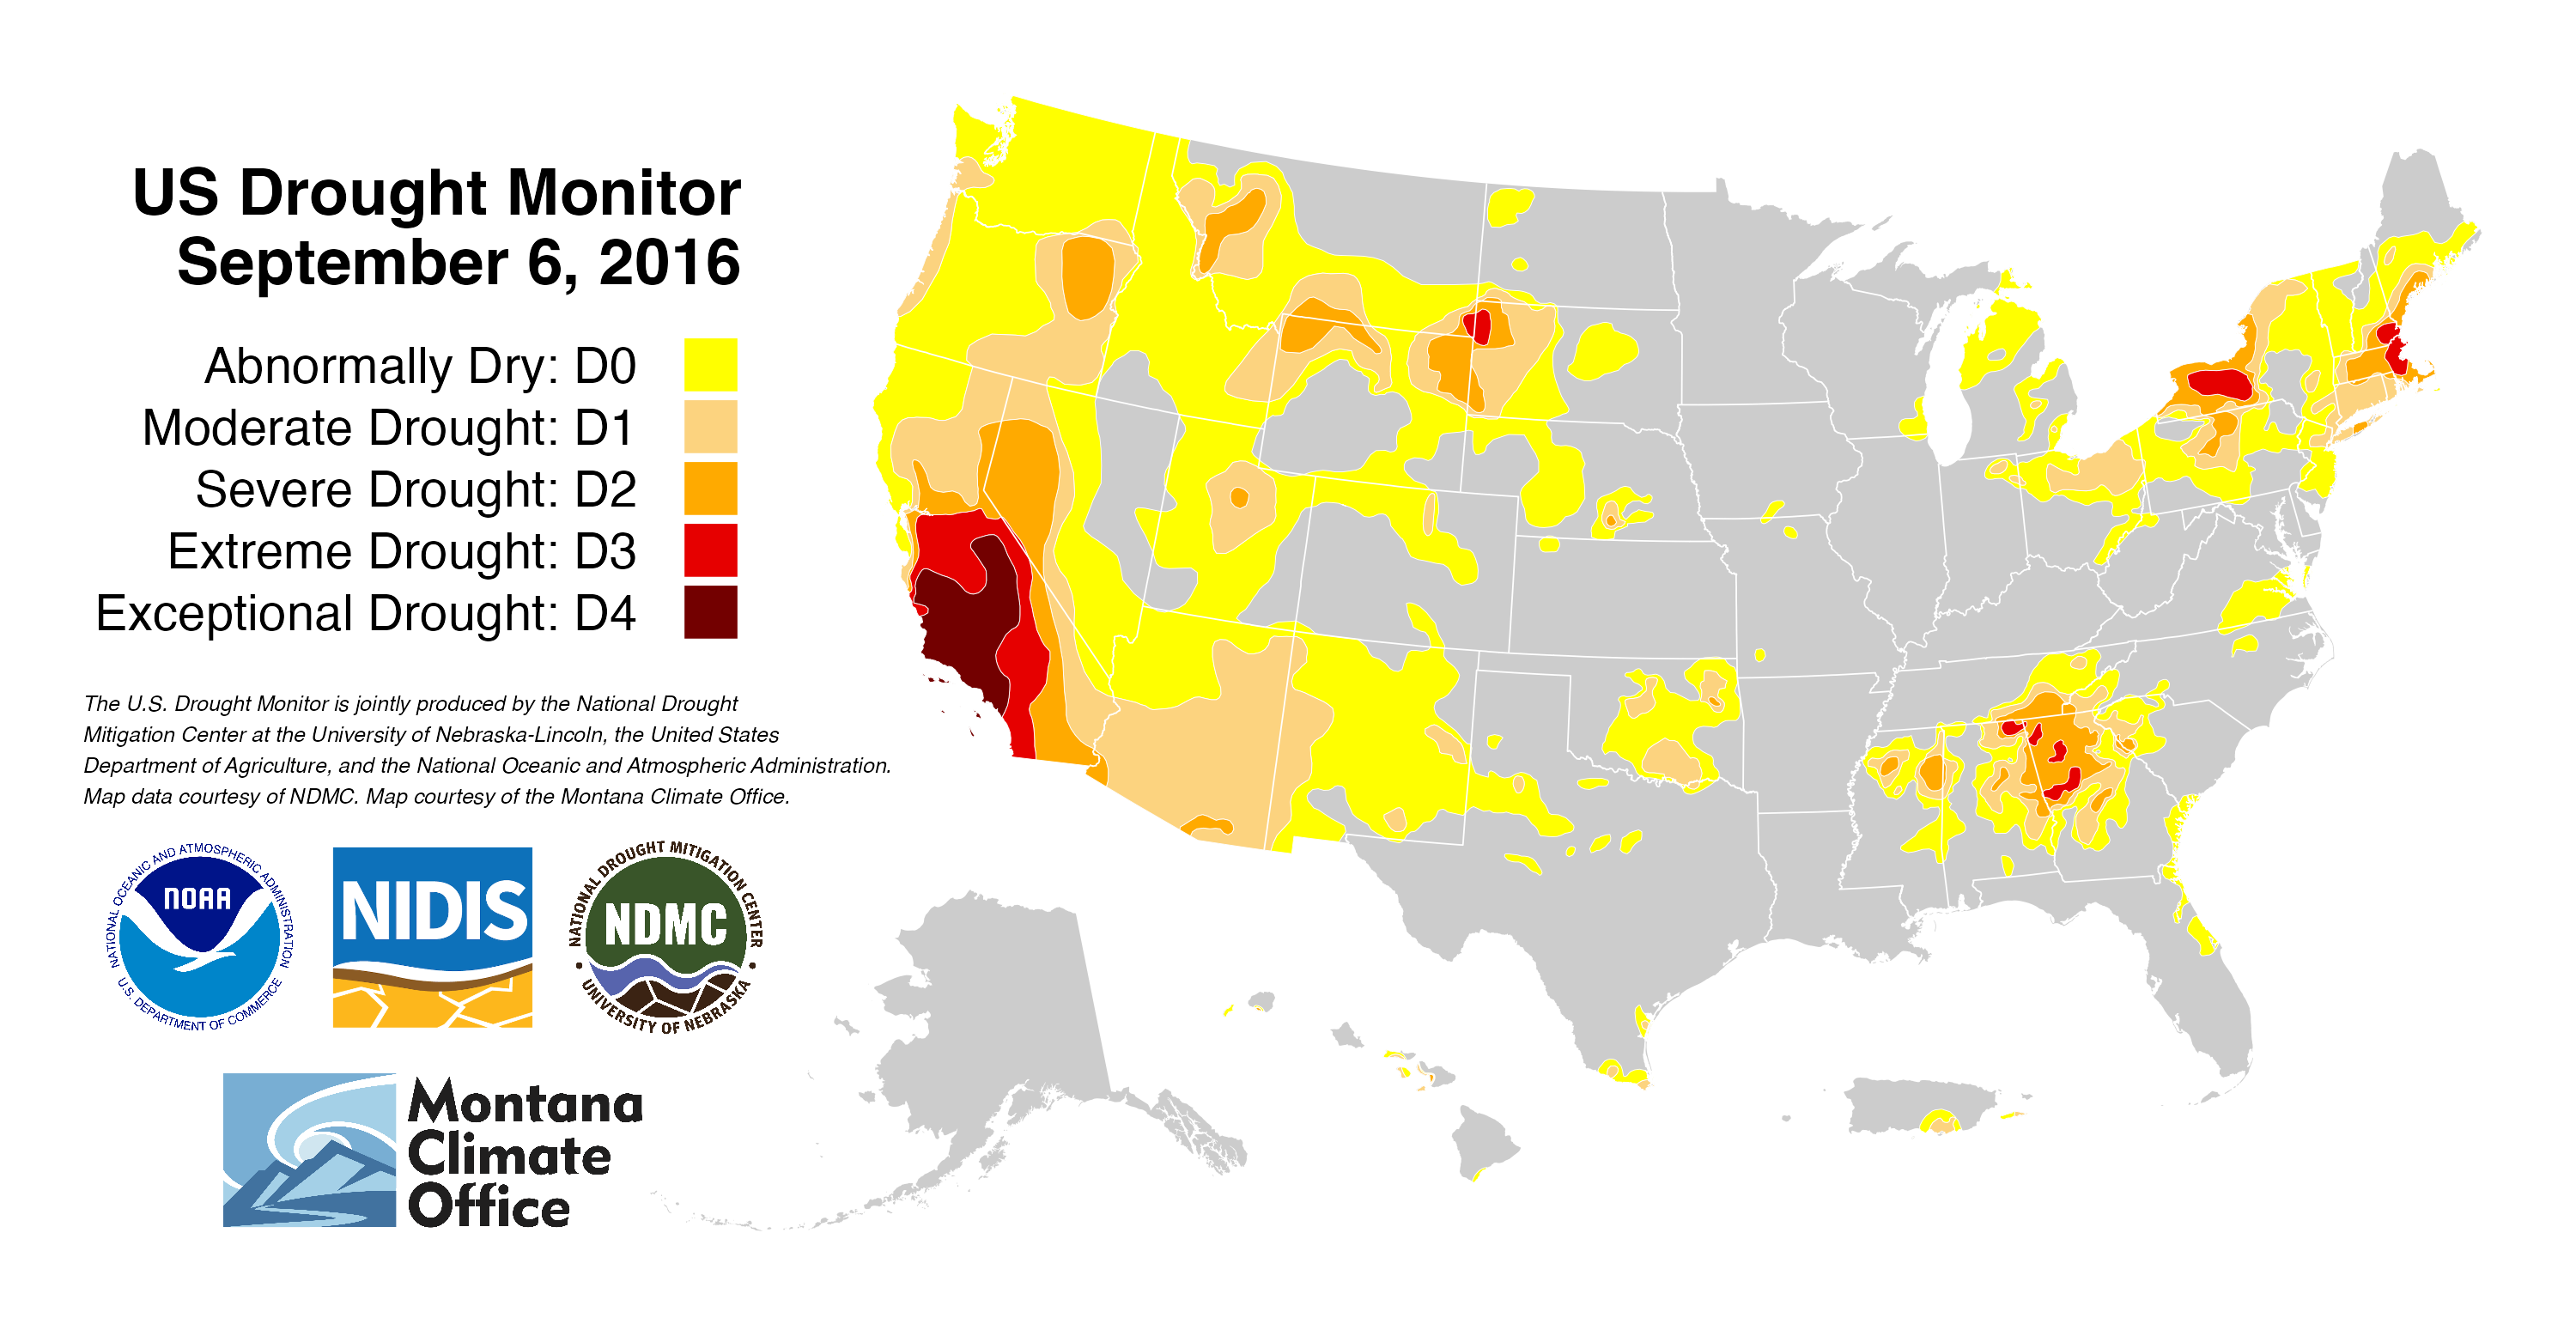 US Drought Monitor
September 6, 2016
Abnormally Dry: D0
Moderate Drought: D1
Severe Drought: D2
Extreme Drought: D3
Exceptional Drought: D4
The U.S. Drought Monitor is jointly produced by the National Drought
Mitigation Center at the University of Nebraska-Lincoln, the United States
Department of Agriculture, and the National Oceanic and Atmospheric Administration.
Map data courtesy of NDMC. Map courtesy of the Montana Climate Office.
NATIONAL OCEANIC AND ATMOSPHERIC ADMINISTRATION
NOAA
U.S. DEPARTMENT OF COMMERCE
NIDIS
NATIONAL DROUGHT MITIGATION CENTER
NDMC
UNIVERSITY OF NEBRASKA
Montana
Climate
Office